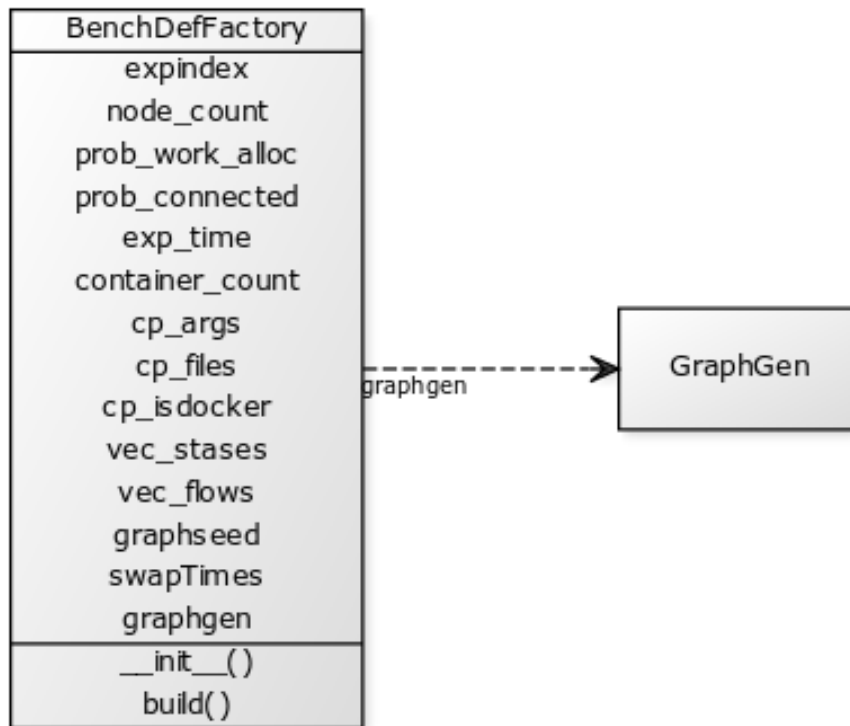 BenchDefFactory
expindex
node_count
prob_work_alloc
prob_connected
exp_time
container_count
cp_args
cp_files
cp_isdocker
vec_stases
vec_flows
graphseed
swapTimes
graphgen
__init__()
build()
graphgen
GraphGen